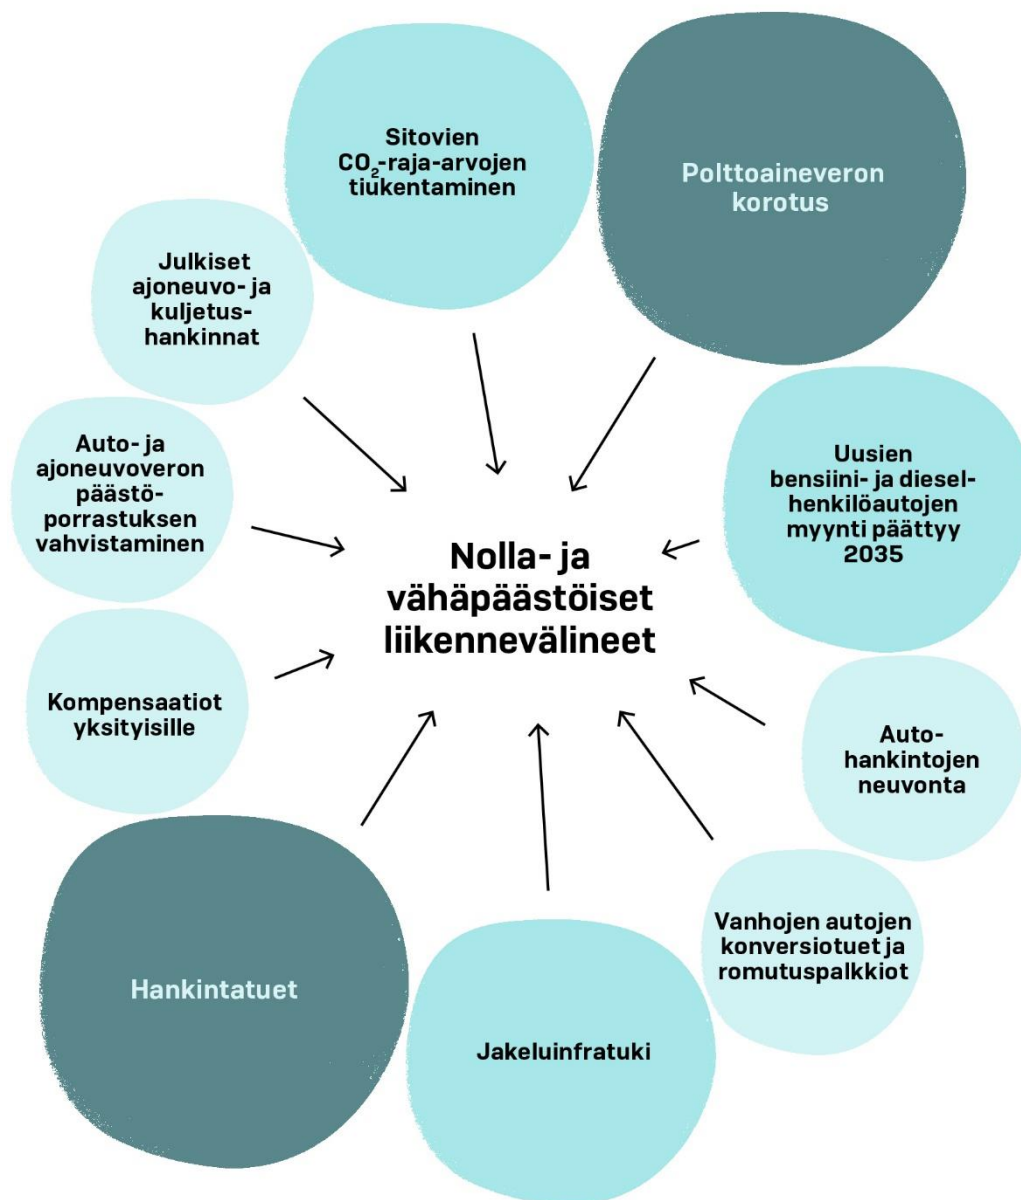 Sitovien
CO₂-raja-arvojen
tiukentaminen
Polttoaineveron
korotus
Julkiset
ajoneuvo- ja
kuljetus-
hankinnat
Auto- ja
ajoneuvoveron
päästö-
porrastuksen
vahvistaminen
Uusien
bensiini- ja diesel-
henkilöautojen
myynti päättyy
2035
Nolla- ja
vähäpäästöiset
liikennevälineet
Kompensaatiot
yksityisille
Auto-
hankintojen
neuvonta
Hankintatuet
Vanhojen autojen
konversiotuet ja
romutuspalkkiot
Jakeluinfratuki